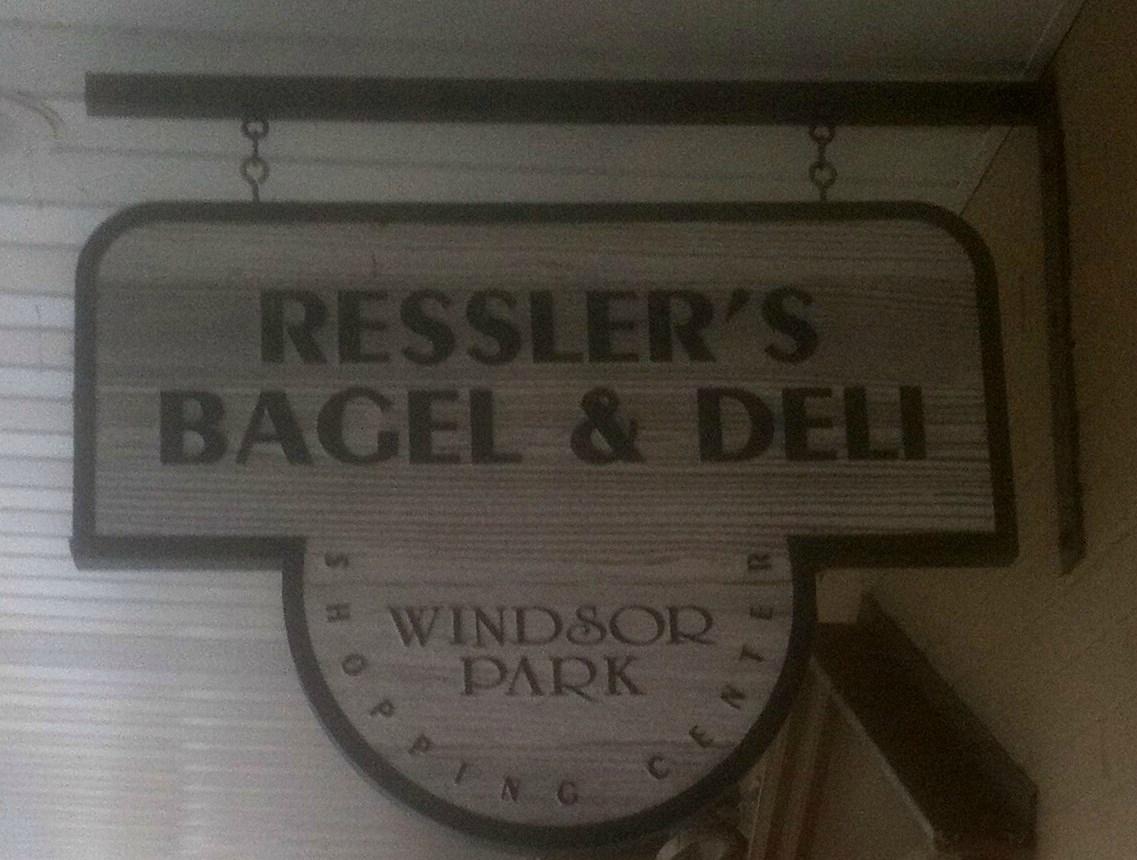 RESSLER'S
BAGEL & DELI
WINDSOR
PARK
SHOPPING CENTER